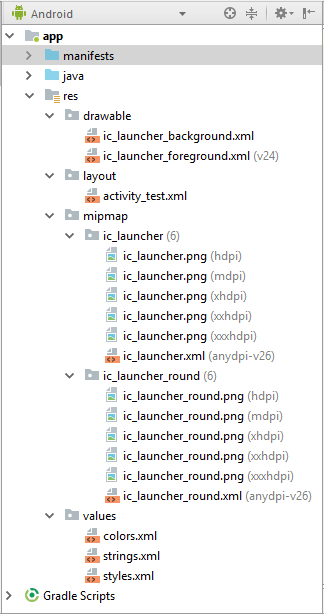 Android
app
manifests
java
res
drawable
ic_launcher_background.xml
ic_launcher_foreground.xml (v24)
layout
activity_test.xml
mipmap
ic_launcher (6)
ic_launcher.png (hdpi)
ic_launcher.png (mdpi)
ic_launcher.png (xhdpi)
ic_launcher.png (xxhdpi)
ic_launcher.png (xxxhdpi)
ic_launcher.xml (anydpi-v26)
ic_launcher_round (6)
ic_launcher_round.png (hdpi)
ic_launcher_round.png (mdpi)
ic_launcher_round.png (xhdpi)
ic_launcher_round.png (xxhdpi)
ic_launcher_round.png (xxxhdpi)
ic_launcher_round.xml (anydpi-v26)
values
colors.xml
strings.xml
styles.xml
Gradle Scripts